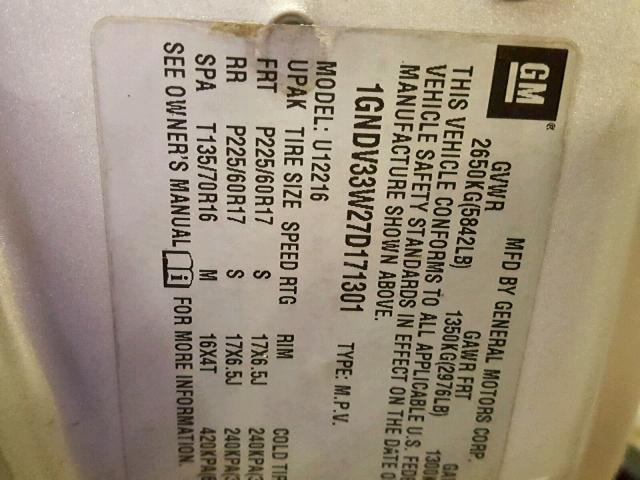 GM®
MFD BY GENERAL MOTORS CORP.
GVWR GAWR FRT
2650KG(5842LB) 1350KG(2976LB)
THIS VEHICLE CONFORMS TO ALL APPLICABLE U.S.
VEHICLE SAFETY STANDARDS IN EFFECT ON THE DATE
MANUFACTURE SHOWN ABOVE.
1GNDV33W27D171301 TYPE: M.P.V.
MODEL: U12216
UPAK TIRE SIZE SPEED RTG RIM COLD
FRT P225/60R17 S 17X6.5J 240KPA
RR P225/60R17 S 17X6.5J 240KPA
SPA T135/70R16 M 16X4T 420KPA
SEE OWNER'S MANUAL i FOR MORE INFORMATION.